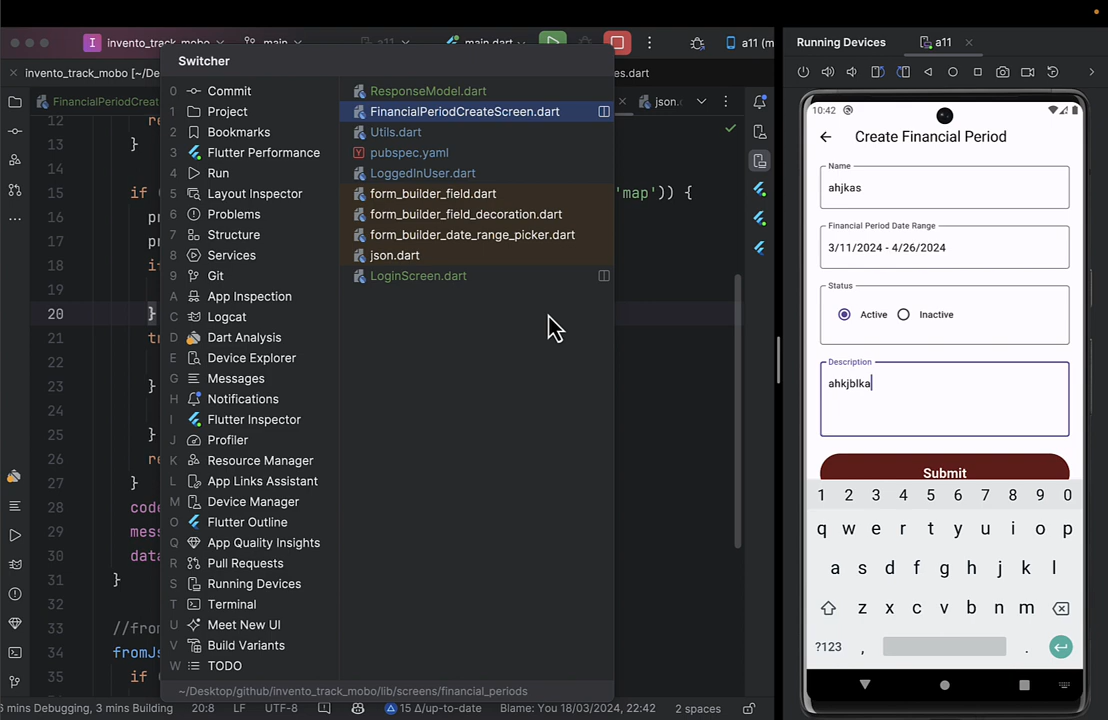 invento_track_mobo
main
a11
main.dart
a11 (m
Running Devices
a11
Switcher
invento_track_mobo [~/De
es.dart
FinancialPeriodCreat
json.
0 Commit
1 Project
2 Bookmarks
3 Flutter Performance
4 Run
5 Layout Inspector
6 Problems
7 Structure
8 Services
9 Git
A App Inspection
C Logcat
D Dart Analysis
E Device Explorer
G Messages
H Notifications
I Flutter Inspector
J Profiler
K Resource Manager
L App Links Assistant
M Device Manager
O Flutter Outline
Q App Quality Insights
R Pull Requests
S Running Devices
T Terminal
U Meet New UI
V Build Variants
W TODO
ResponseModel.dart
FinancialPeriodCreateScreen.dart
Utils.dart
pubspec.yaml
LoggedInUser.dart
form_builder_field.dart
form_builder_field_decoration.dart
form_builder_date_range_picker.dart
json.dart
LoginScreen.dart
~/Desktop/github/invento_track_mobo/lib/screens/financial_periods
12 re
13 }
14
15 if ( 'map')) {
16 pr
17 pr
18 if
19
20 }
21 tr
22
23 }
24
25 }
26 re
27 }
28 code
29 mess
30 data
31 }
32
33 //fro
34 fromJs
35 if (
6 mins Debugging, 3 mins Building 20:8 LF UTF-8 15 Δ/up-to-date Blame: You 18/03/2024, 22:42 2 spaces
10:42
Create Financial Period
Name
ahjkas
Financial Period Date Range
3/11/2024 - 4/26/2024
Status
Active Inactive
Description
ahkjblka
Submit
1 2 3 4 5 6 7 8 9 0
q w e r t y u i o p
a s d f g h j k l
z x c v b n m
?123 , .